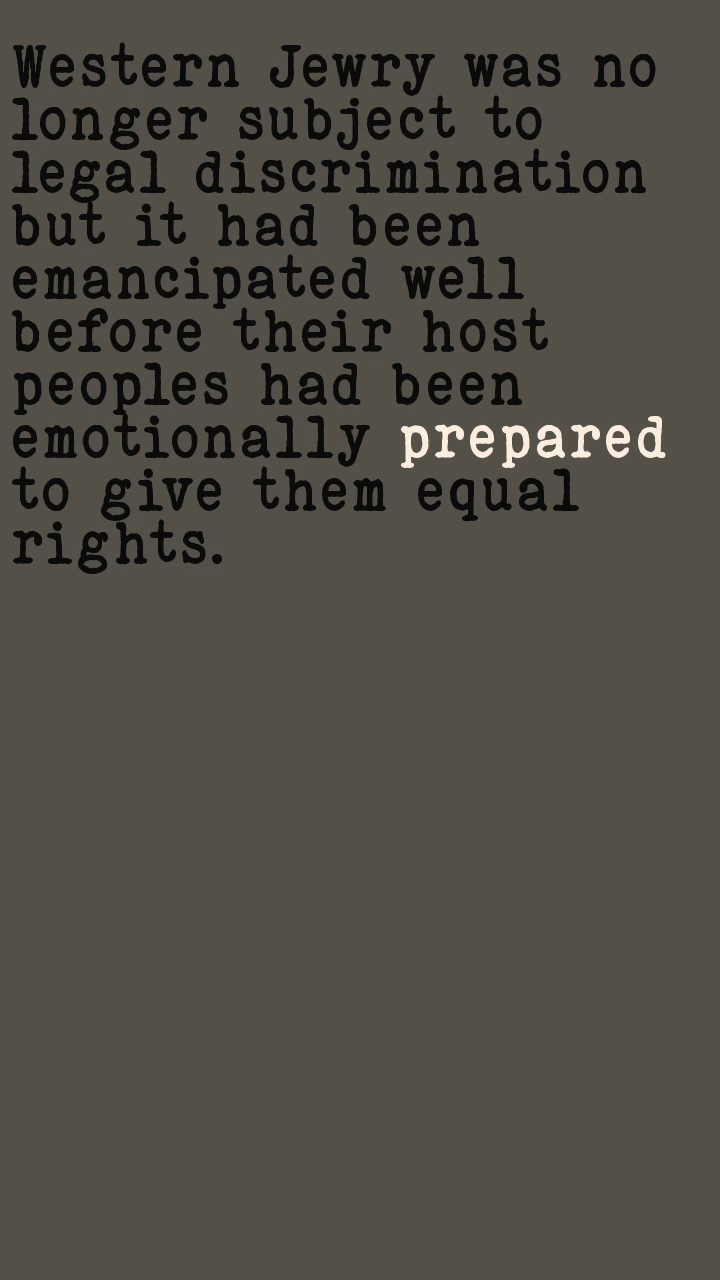 Western Jewry was no
longer subject to
legal discrimination
but it had been
emancipated well
before their host
peoples had been
emotionally prepared
to give them equal
rights.